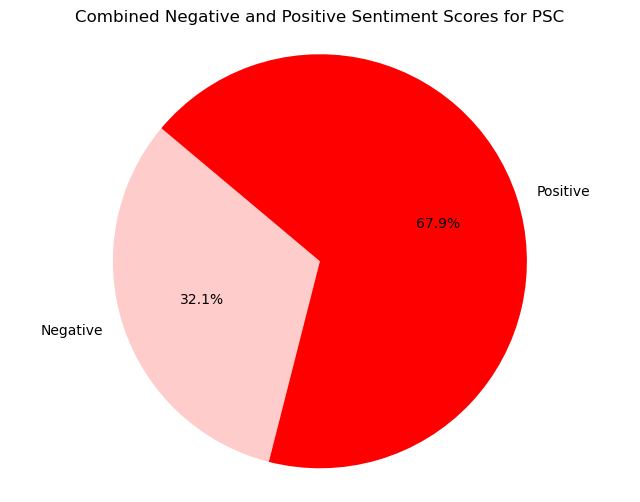 Combined Negative and Positive Sentiment Scores for PSC
Positive
67.9%
32.1%
Negative